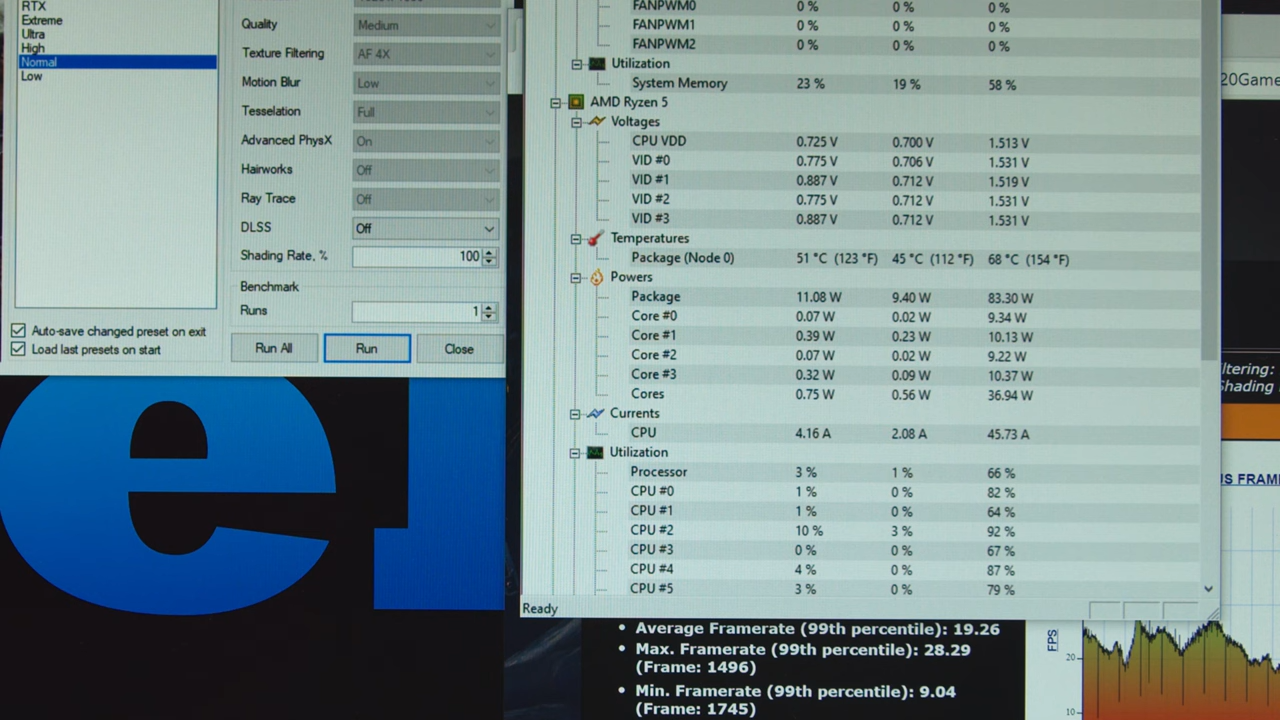 RTX
Extreme
Ultra
High
Normal
Low
Quality Medium
Texture Filtering AF 4X
Motion Blur Low
Tesselation Full
Advanced PhysX On
Hairworks Off
Ray Trace Off
DLSS Off
Shading Rate, % 100
Benchmark
Runs 1
Auto-save changed preset on exit
Load last presets on start
Run All Run Close
FANPWM0 0 % 0 % 0 %
FANPWM1 0 % 0 % 0 %
FANPWM2 0 % 0 % 0 %
Utilization
System Memory 23 % 19 % 58 %
AMD Ryzen 5
Voltages
CPU VDD 0.725 V 0.700 V 1.513 V
VID #0 0.775 V 0.706 V 1.531 V
VID #1 0.887 V 0.712 V 1.519 V
VID #2 0.775 V 0.712 V 1.531 V
VID #3 0.887 V 0.712 V 1.531 V
Temperatures
Package (Node 0) 51 °C (123 °F) 45 °C (112 °F) 68 °C (154 °F)
Powers
Package 11.08 W 9.40 W 83.30 W
Core #0 0.07 W 0.02 W 9.34 W
Core #1 0.39 W 0.23 W 10.13 W
Core #2 0.07 W 0.02 W 9.22 W
Core #3 0.32 W 0.09 W 10.37 W
Cores 0.75 W 0.56 W 36.94 W
Currents
CPU 4.16 A 2.08 A 45.73 A
Utilization
Processor 3 % 1 % 66 %
CPU #0 1 % 0 % 82 %
CPU #1 1 % 0 % 64 %
CPU #2 10 % 3 % 92 %
CPU #3 0 % 0 % 67 %
CPU #4 4 % 0 % 87 %
CPU #5 3 % 0 % 79 %
Ready
20Game
ltering:
Shading
US FRAM
e
• Average Framerate (99th percentile): 19.26
• Max. Framerate (99th percentile): 28.29
(Frame: 1496)
• Min. Framerate (99th percentile): 9.04
(Frame: 1745)
FPS
20
10